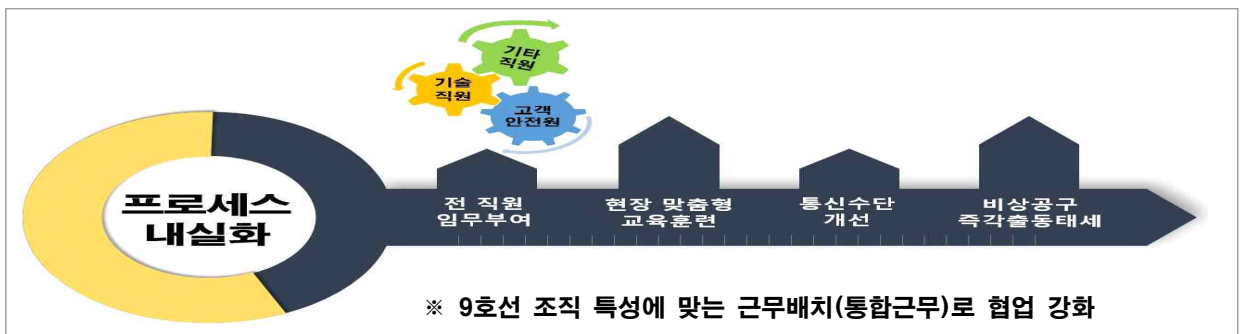 기타
직원
기술
직원
고객
안전원
프로세스
내실화
전 직원
임무부여
현장 맞춤형
교육훈련
통신수단
개선
비상공구
즉각출동태세
※ 9호선 조직 특성에 맞는 근무배치(통합근무)로 협업 강화